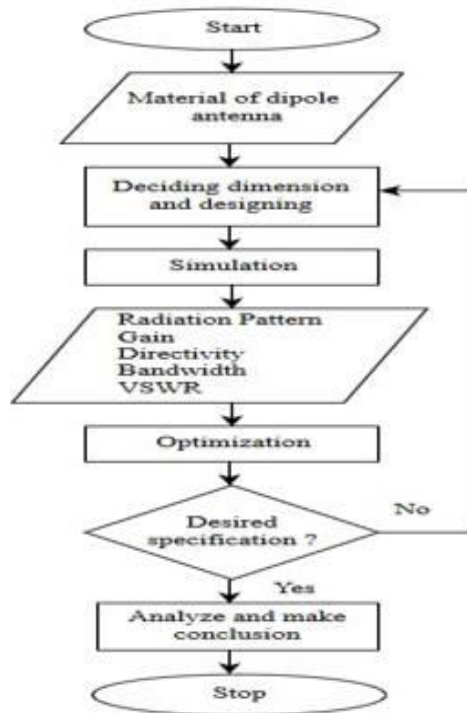 Start
Material of dipole
antenna
Deciding dimension
and designing
Simulation
Radiation Pattern
Gain
Directivity
Bandwidth
VSWR
Optimization
Desired
specification ?
No
Yes
Analyze and make
conclusion
Stop